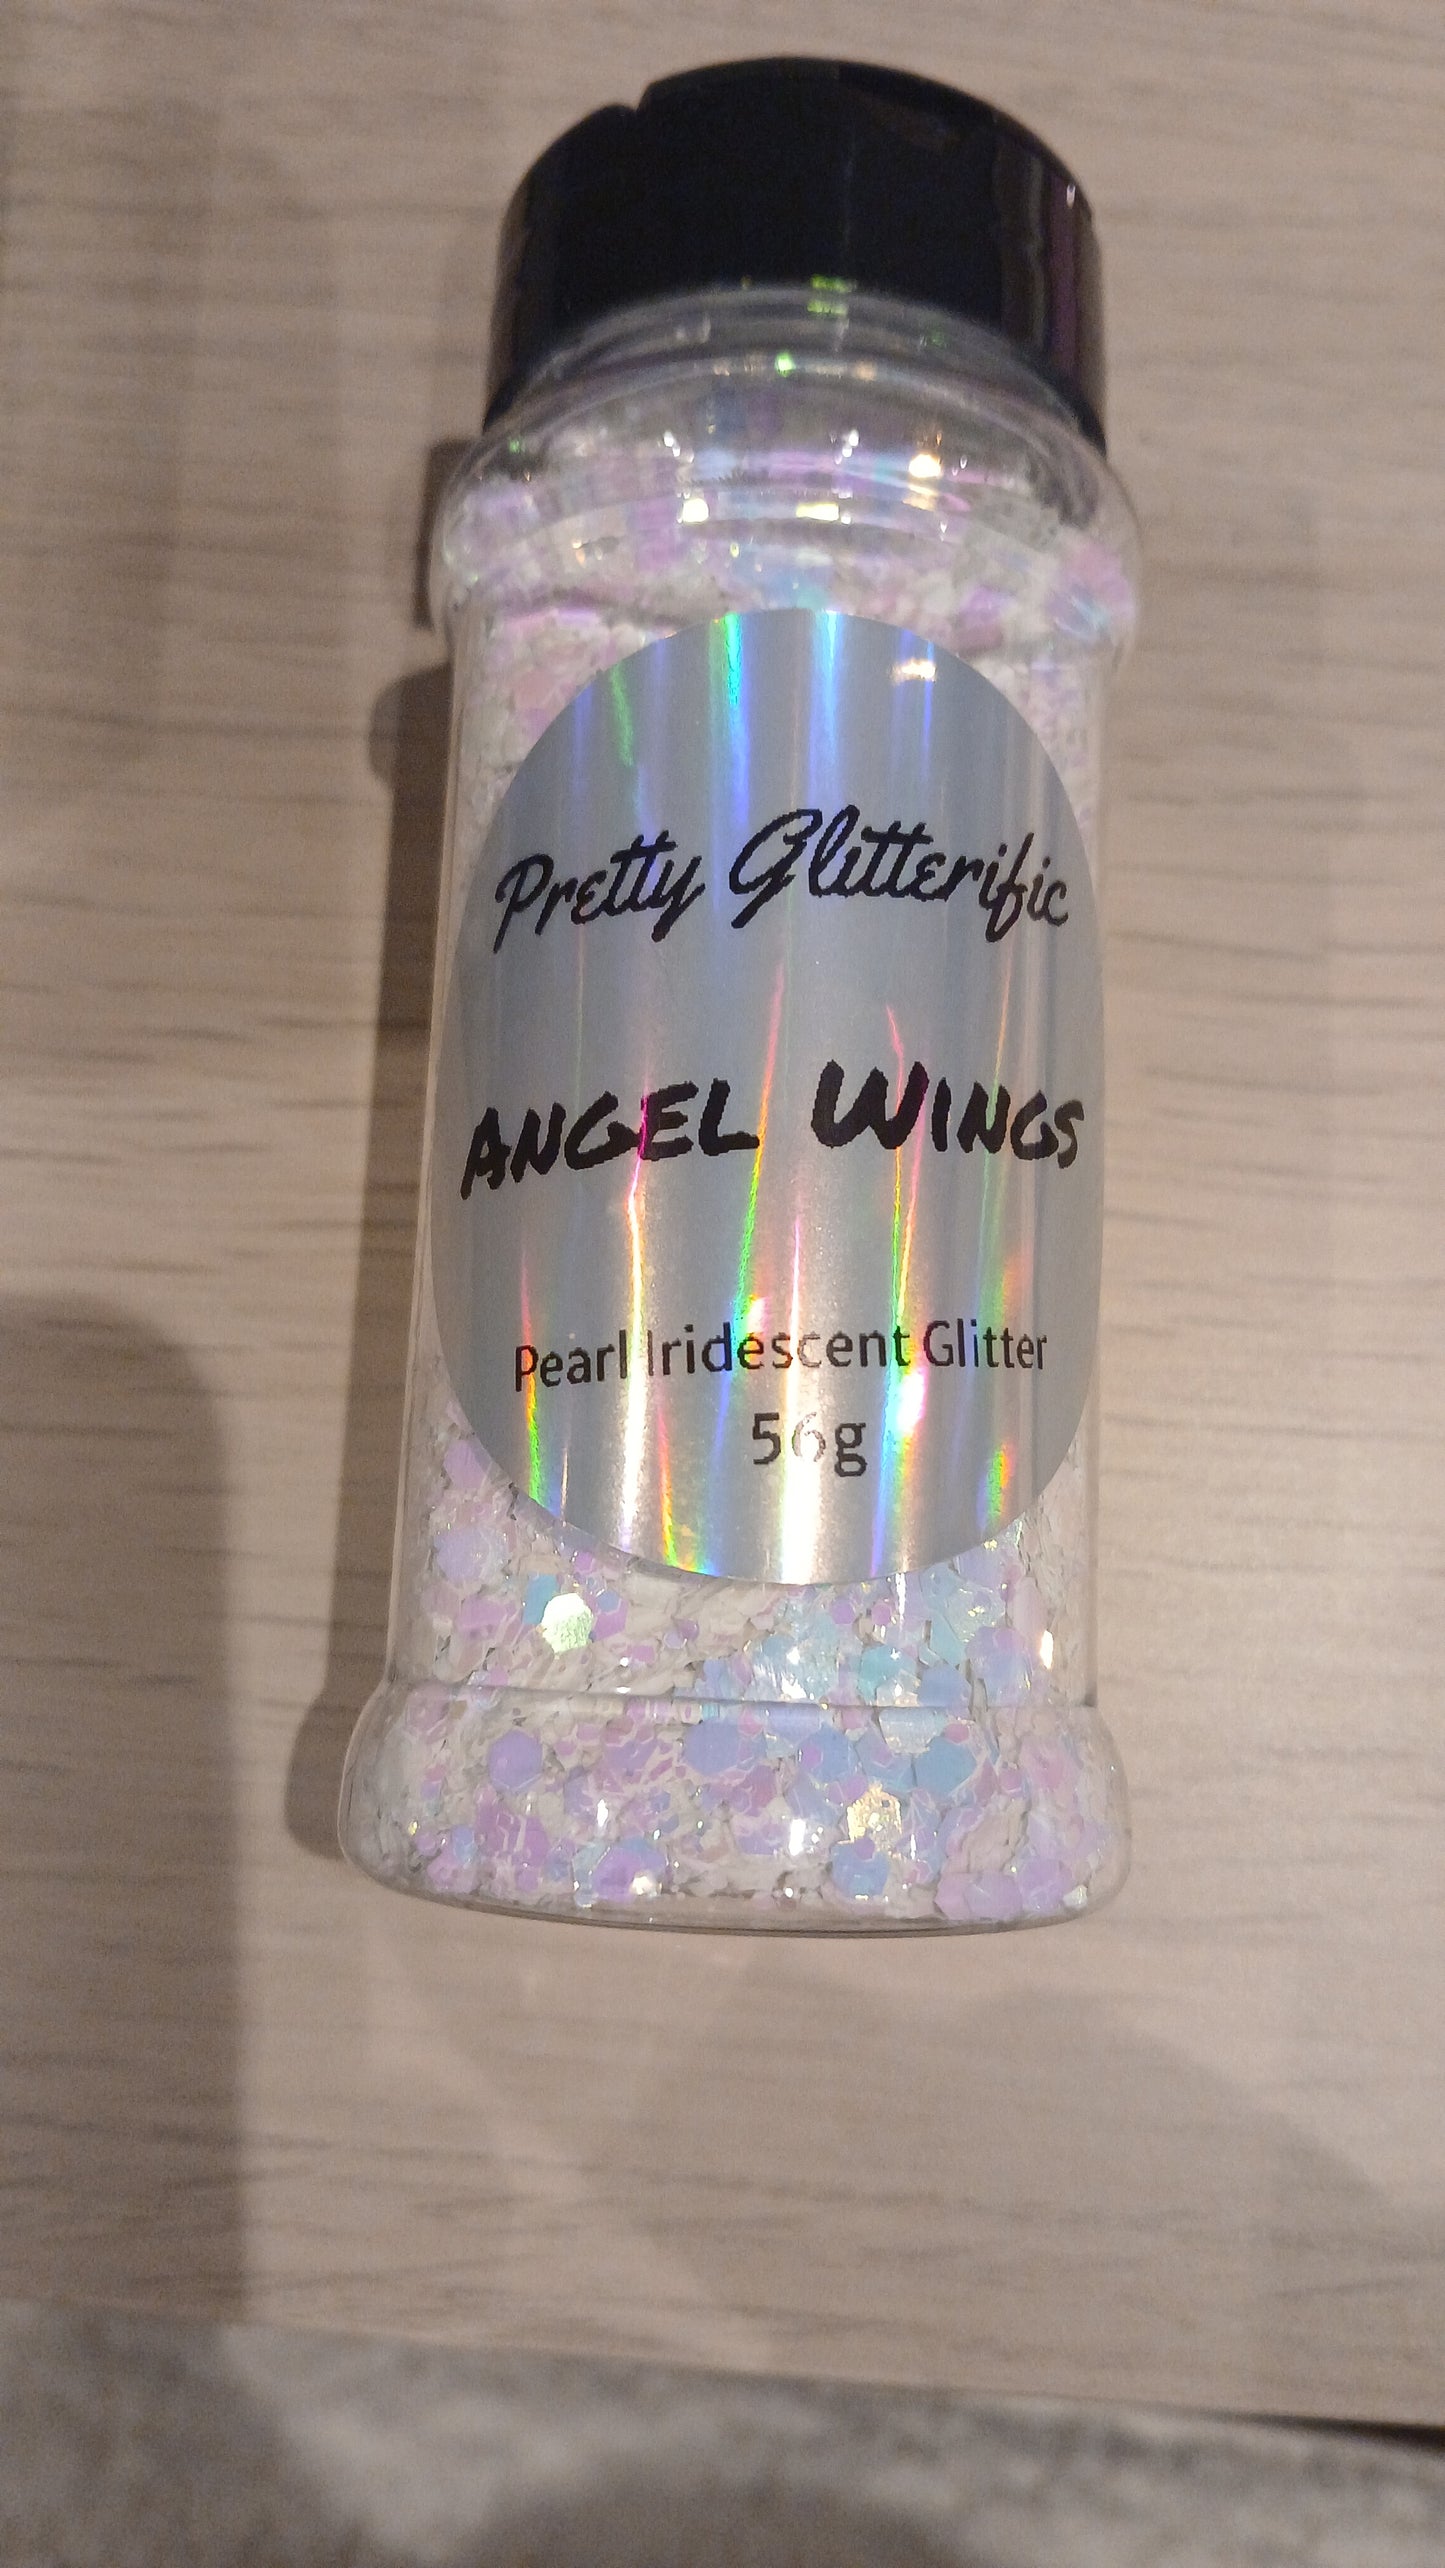 Pretty Glitterific
ANGEL WINGS
Pearl Iridescent Glitter
56g